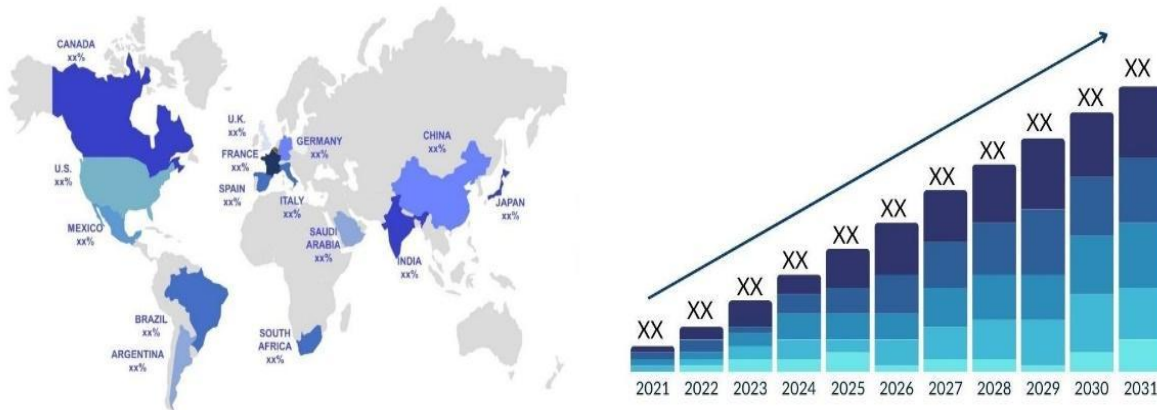 CANADA
xx%
U.S.
xx%
MEXICO
xx%
BRAZIL
xx%
ARGENTINA
xx%
U.K.
xx%
FRANCE
xx%
SPAIN
xx%
GERMANY
xx%
ITALY
xx%
SAUDI
ARABIA
xx%
SOUTH
AFRICA
xx%
CHINA
xx%
JAPAN
xx%
INDIA
xx%
XX
XX
XX
XX
XX
XX
XX
XX
XX
XX
XX
2021 2022 2023 2024 2025 2026 2027 2028 2029 2030 2031